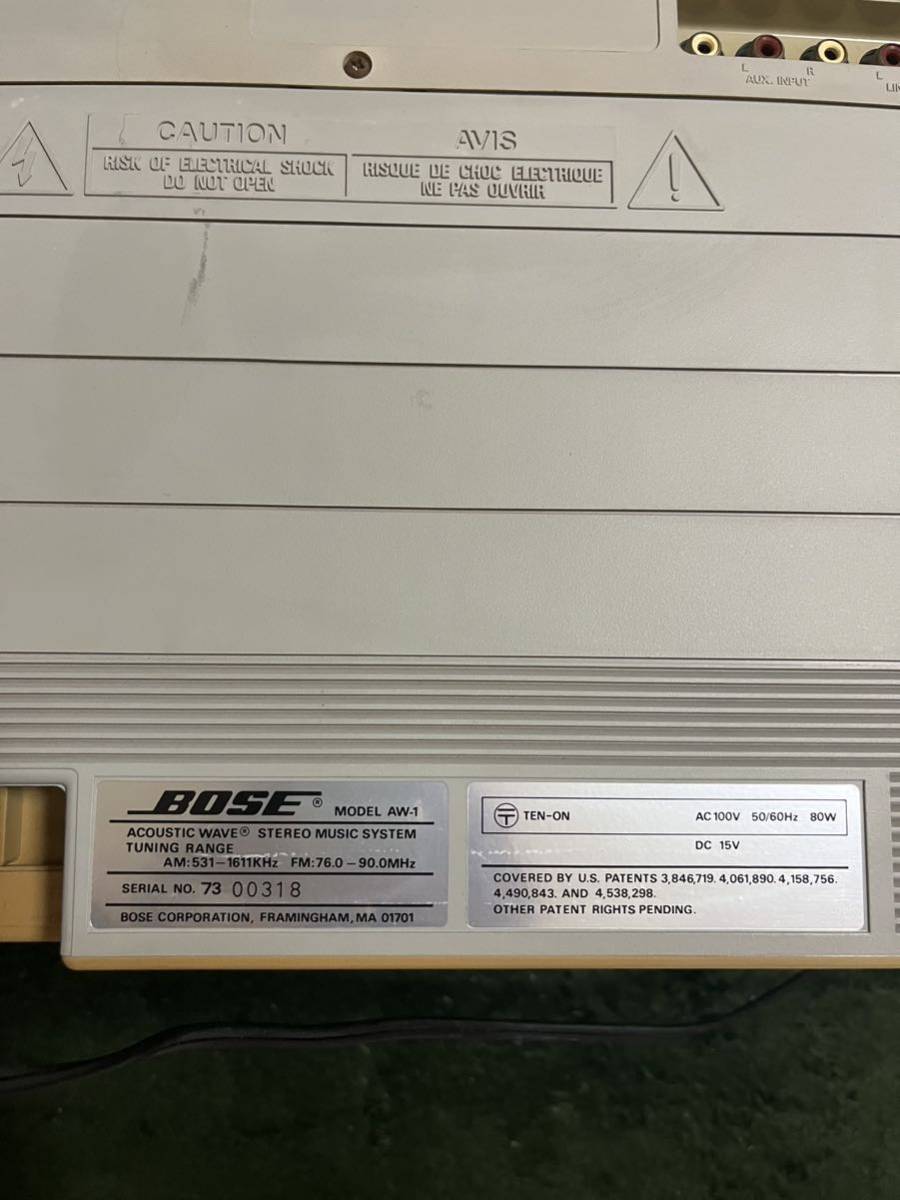 L R L
AUX. INPUT
CAUTION
RISK OF ELECTRICAL SHOCK
DO NOT OPEN
AVIS
RISQUE DE CHOC ELECTRIQUE
NE PAS OUVRIR
BOSE® MODEL AW-1
ACOUSTIC WAVE® STEREO MUSIC SYSTEM
TUNING RANGE
AM:531–1611KHz FM:76.0–90.0MHz
SERIAL NO. 73 00318
BOSE CORPORATION, FRAMINGHAM, MA 01701
TEN-ON AC100V 50/60Hz 80W
DC 15V
COVERED BY U.S. PATENTS 3,846,719. 4,061,890. 4,158,756.
4,490,843. AND 4,538,298.
OTHER PATENT RIGHTS PENDING.